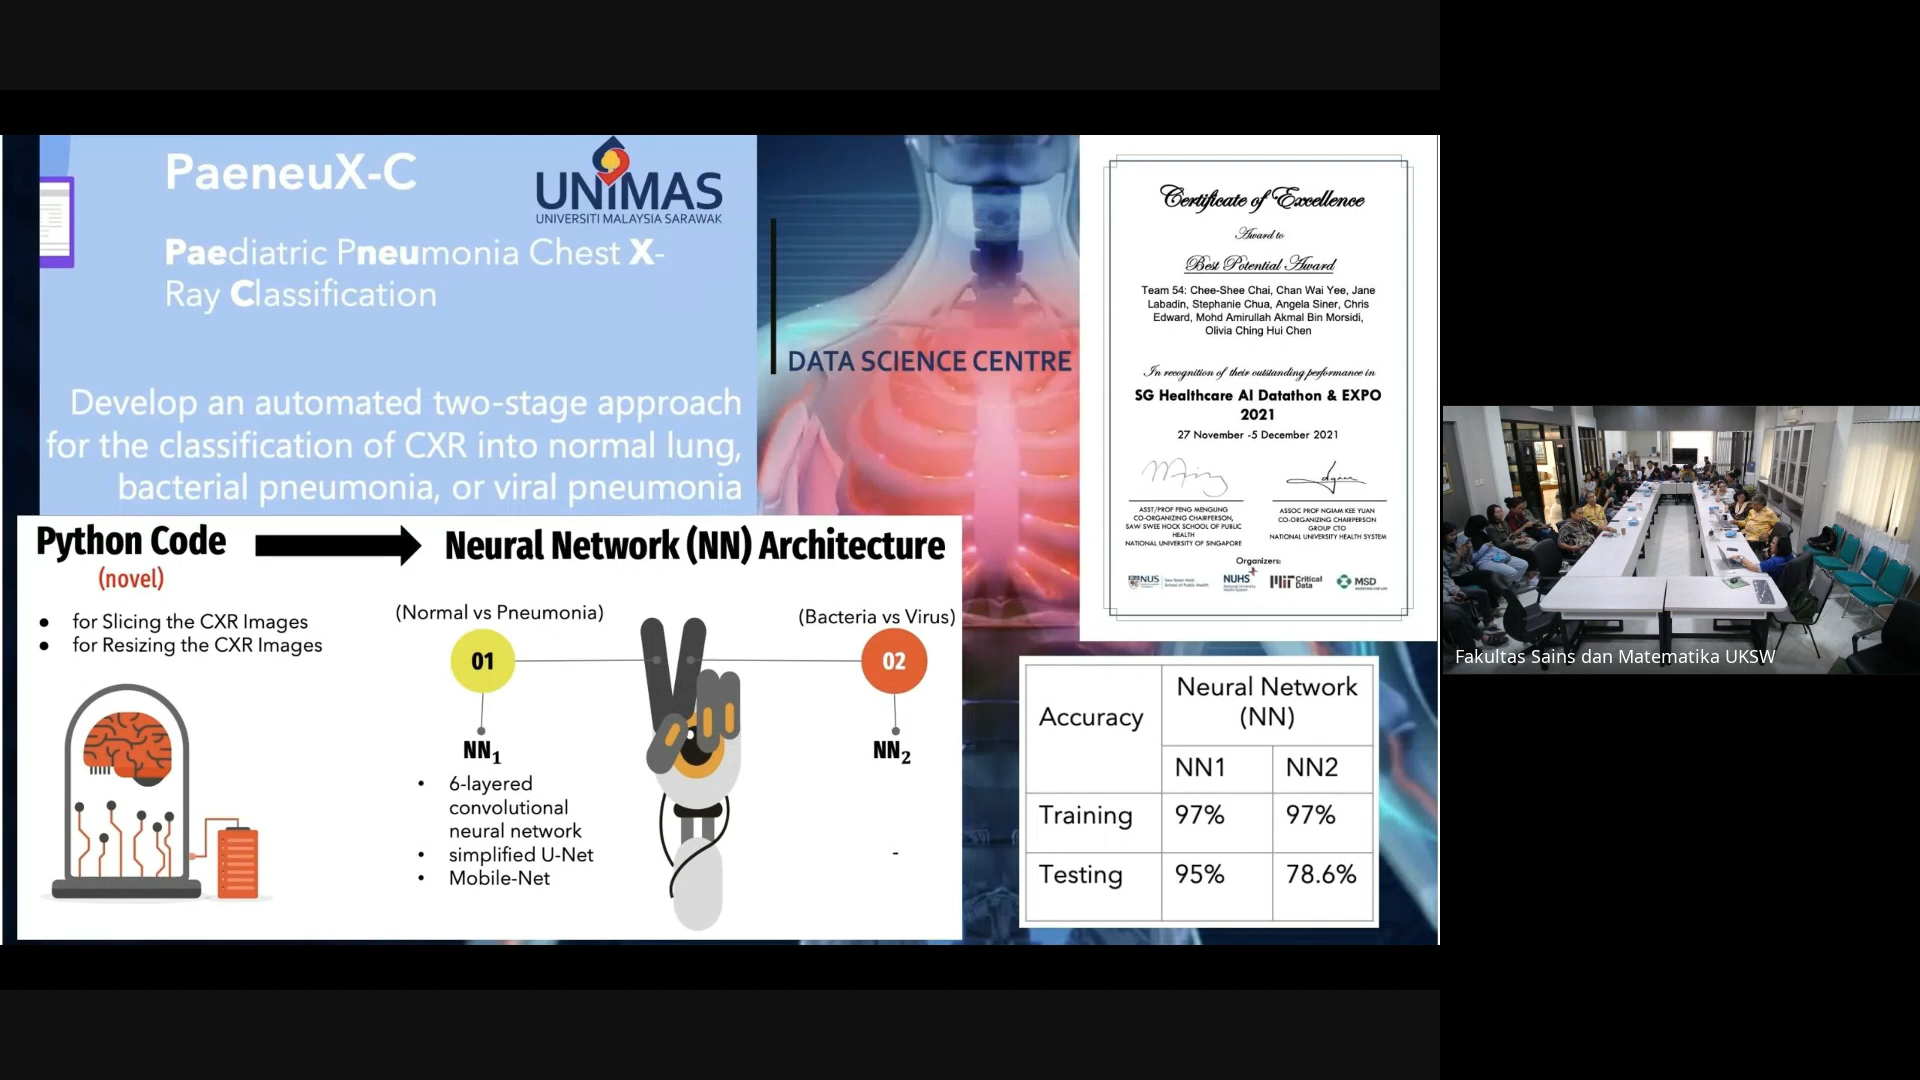 PaeneuX-C
UNIMAS
UNIVERSITI MALAYSIA SARAWAK
Paediatric Pneumonia Chest X-
Ray Classification
DATA SCIENCE CENTRE
Develop an automated two-stage approach
for the classification of CXR into normal lung,
bacterial pneumonia, or viral pneumonia
Certificate of Excellence
Award to
Best Potential Award
Team 54: Chee-Shee Chai, Chan Wai Yee, Jane
Labadin, Stephanie Chua, Angela Siner, Chris
Edward, Mohd Amirullah Akmal Bin Morsidi,
Olivia Ching Hui Chen
In recognition of their outstanding performance in
SG Healthcare AI Datathon & EXPO
2021
27 November -5 December 2021
ASST/PROF FENG MENGLING
CO-ORGANIZING CHAIRPERSON,
SAW SWEE HOCK SCHOOL OF PUBLIC
HEALTH
NATIONAL UNIVERSITY OF SINGAPORE
ASSOC PROF NGIAM KEE YUAN
CO-ORGANIZING CHAIRPERSON
GROUP CTO
NATIONAL UNIVERSITY HEALTH SYSTEM
Organizers:
NUS
Saw Swee Hock
School of Public Health
NUHS
MIT Critical
Data
MSD
Python Code
(novel)
for Slicing the CXR Images
for Resizing the CXR Images
Neural Network (NN) Architecture
(Normal vs Pneumonia)
(Bacteria vs Virus)
01
02
NN₁
NN₂
• 6-layered
convolutional
neural network
• simplified U-Net
• Mobile-Net
-
Accuracy
Neural Network
(NN)
NN1 NN2
Training 97% 97%
Testing 95% 78.6%
Fakultas Sains dan Matematika UKSW